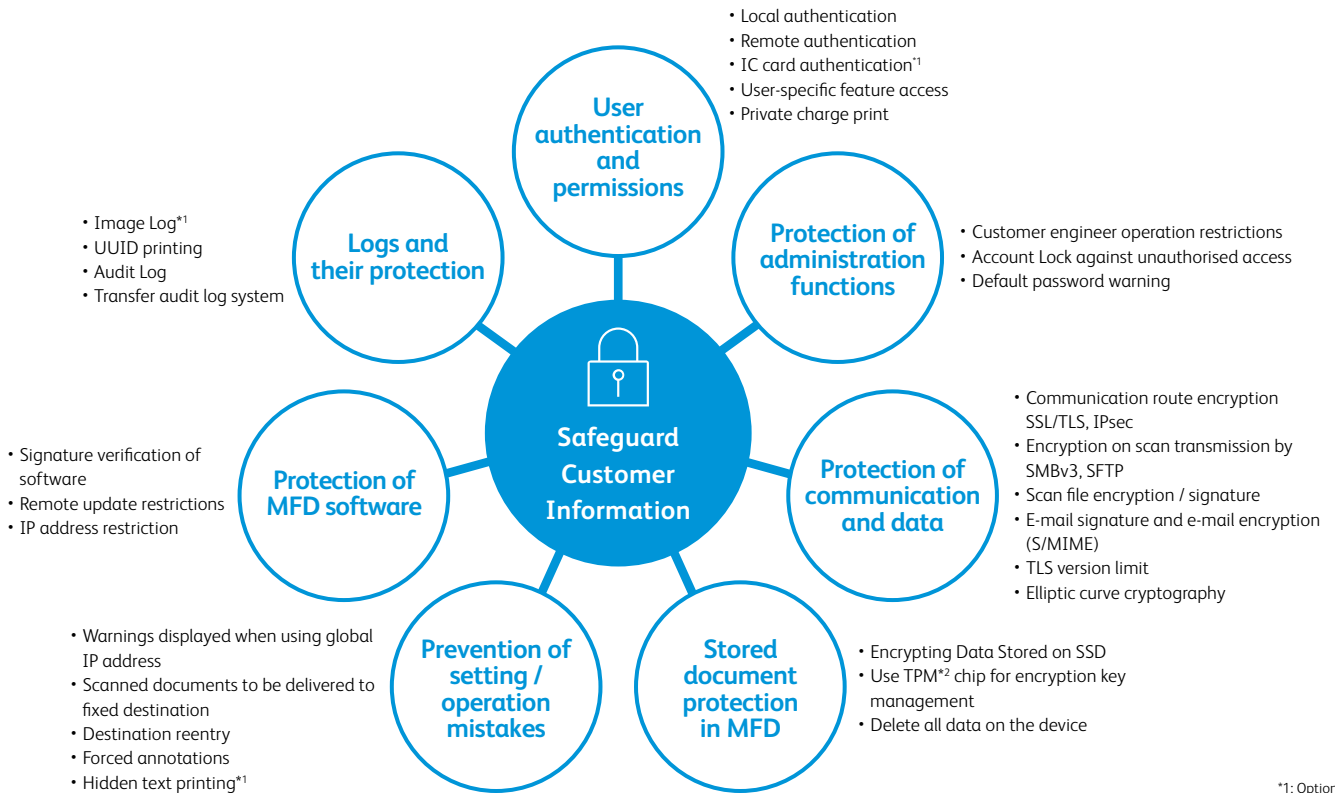 • Local authentication
• Remote authentication
• IC card authentication*1
• User-specific feature access
• Private charge print
User
authentication
and
permissions
• Image Log*1
• UUID printing
• Audit Log
• Transfer audit log system
Logs and
their protection
Protection of
administration
functions
• Customer engineer operation restrictions
• Account Lock against unauthorised access
• Default password warning
Safeguard
Customer
Information
• Signature verification of
software
• Remote update restrictions
• IP address restriction
Protection of
MFD software
Protection of
communication
and data
• Communication route encryption
SSL/TLS, IPsec
• Encryption on scan transmission by
SMBv3, SFTP
• Scan file encryption / signature
• E-mail signature and e-mail encryption
(S/MIME)
• TLS version limit
• Elliptic curve cryptography
• Warnings displayed when using global
IP address
• Scanned documents to be delivered to
fixed destination
• Destination reentry
• Forced annotations
• Hidden text printing*1
Prevention of
setting /
operation
mistakes
Stored
document
protection
in MFD
• Encrypting Data Stored on SSD
• Use TPM*2 chip for encryption key
management
• Delete all data on the device
*1: Option